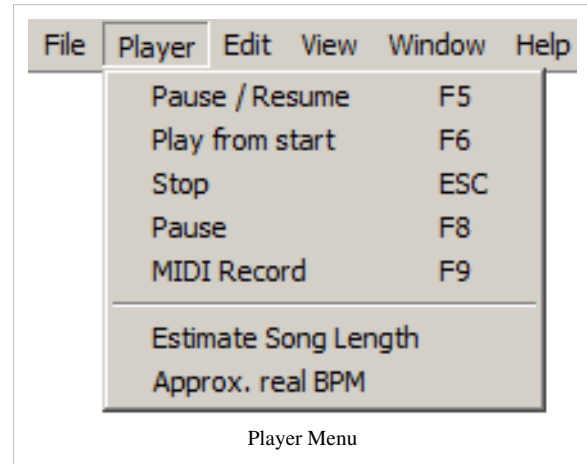 File Player Edit View Window Help
Pause / Resume F5
Play from start F6
Stop ESC
Pause F8
MIDI Record F9
Estimate Song Length
Approx. real BPM
Player Menu